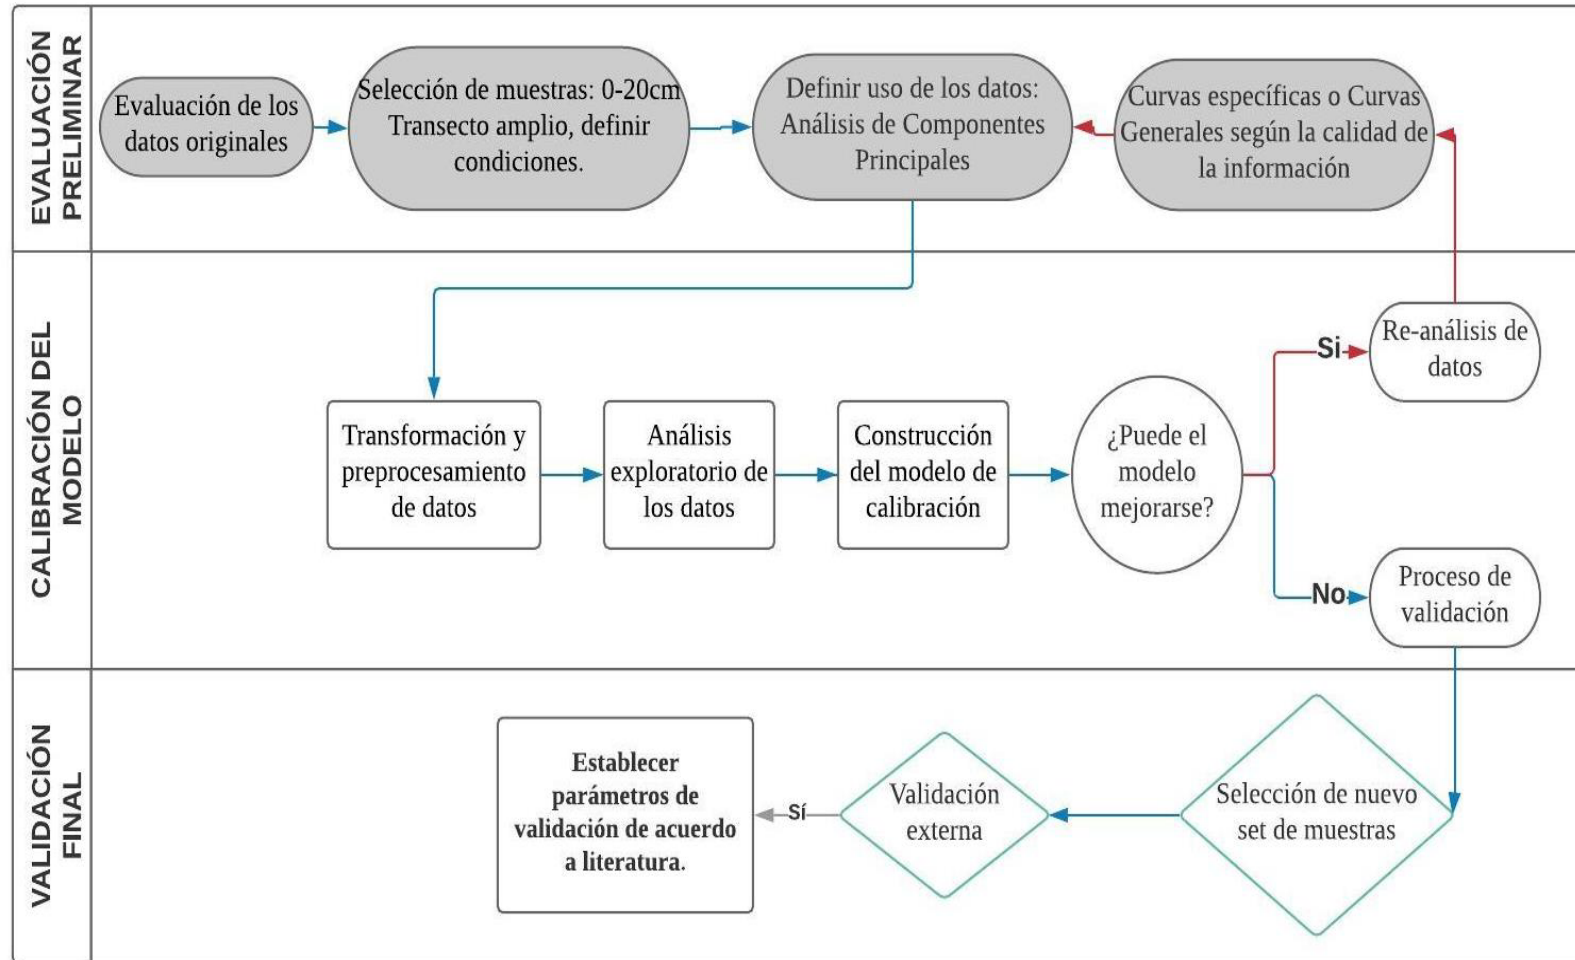 EVALUACIÓN
PRELIMINAR
Evaluación de los
datos originales
Selección de muestras: 0-20cm
Transecto amplio, definir
condiciones.
Definir uso de los datos:
Análisis de Componentes
Principales
Curvas específicas o Curvas
Generales según la calidad de
la información
CALIBRACIÓN DEL
MODELO
Transformación y
preprocesamiento
de datos
Análisis
exploratorio de
los datos
Construcción
del modelo de
calibración
¿Puede el
modelo
mejorarse?
Si
Re-análisis de
datos
No
Proceso de
validación
VALIDACIÓN
FINAL
Establecer
parámetros de
validación de acuerdo
a literatura.
Sí
Validación
externa
Selección de nuevo
set de muestras